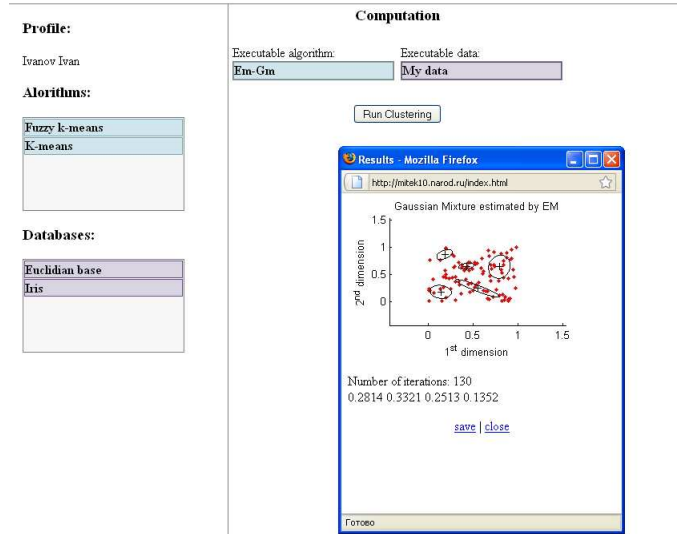 Profile:
Ivanov Ivan
Alorithms:
Fuzzy k-means
K-means
Databases:
Euclidian base
Iris
Computation
Executable algorithm:
Em-Gm
Executable data:
My data
Run Clustering
Results - Mozilla Firefox
http://mitek10.narod.ru/index.html
Gaussian Mixture estimated by EM
1.5
1
0.5
0
2nd dimension
0 0.5 1 1.5
1st dimension
Number of iterations: 130
0.2814 0.3321 0.2513 0.1352
save | close
Готово